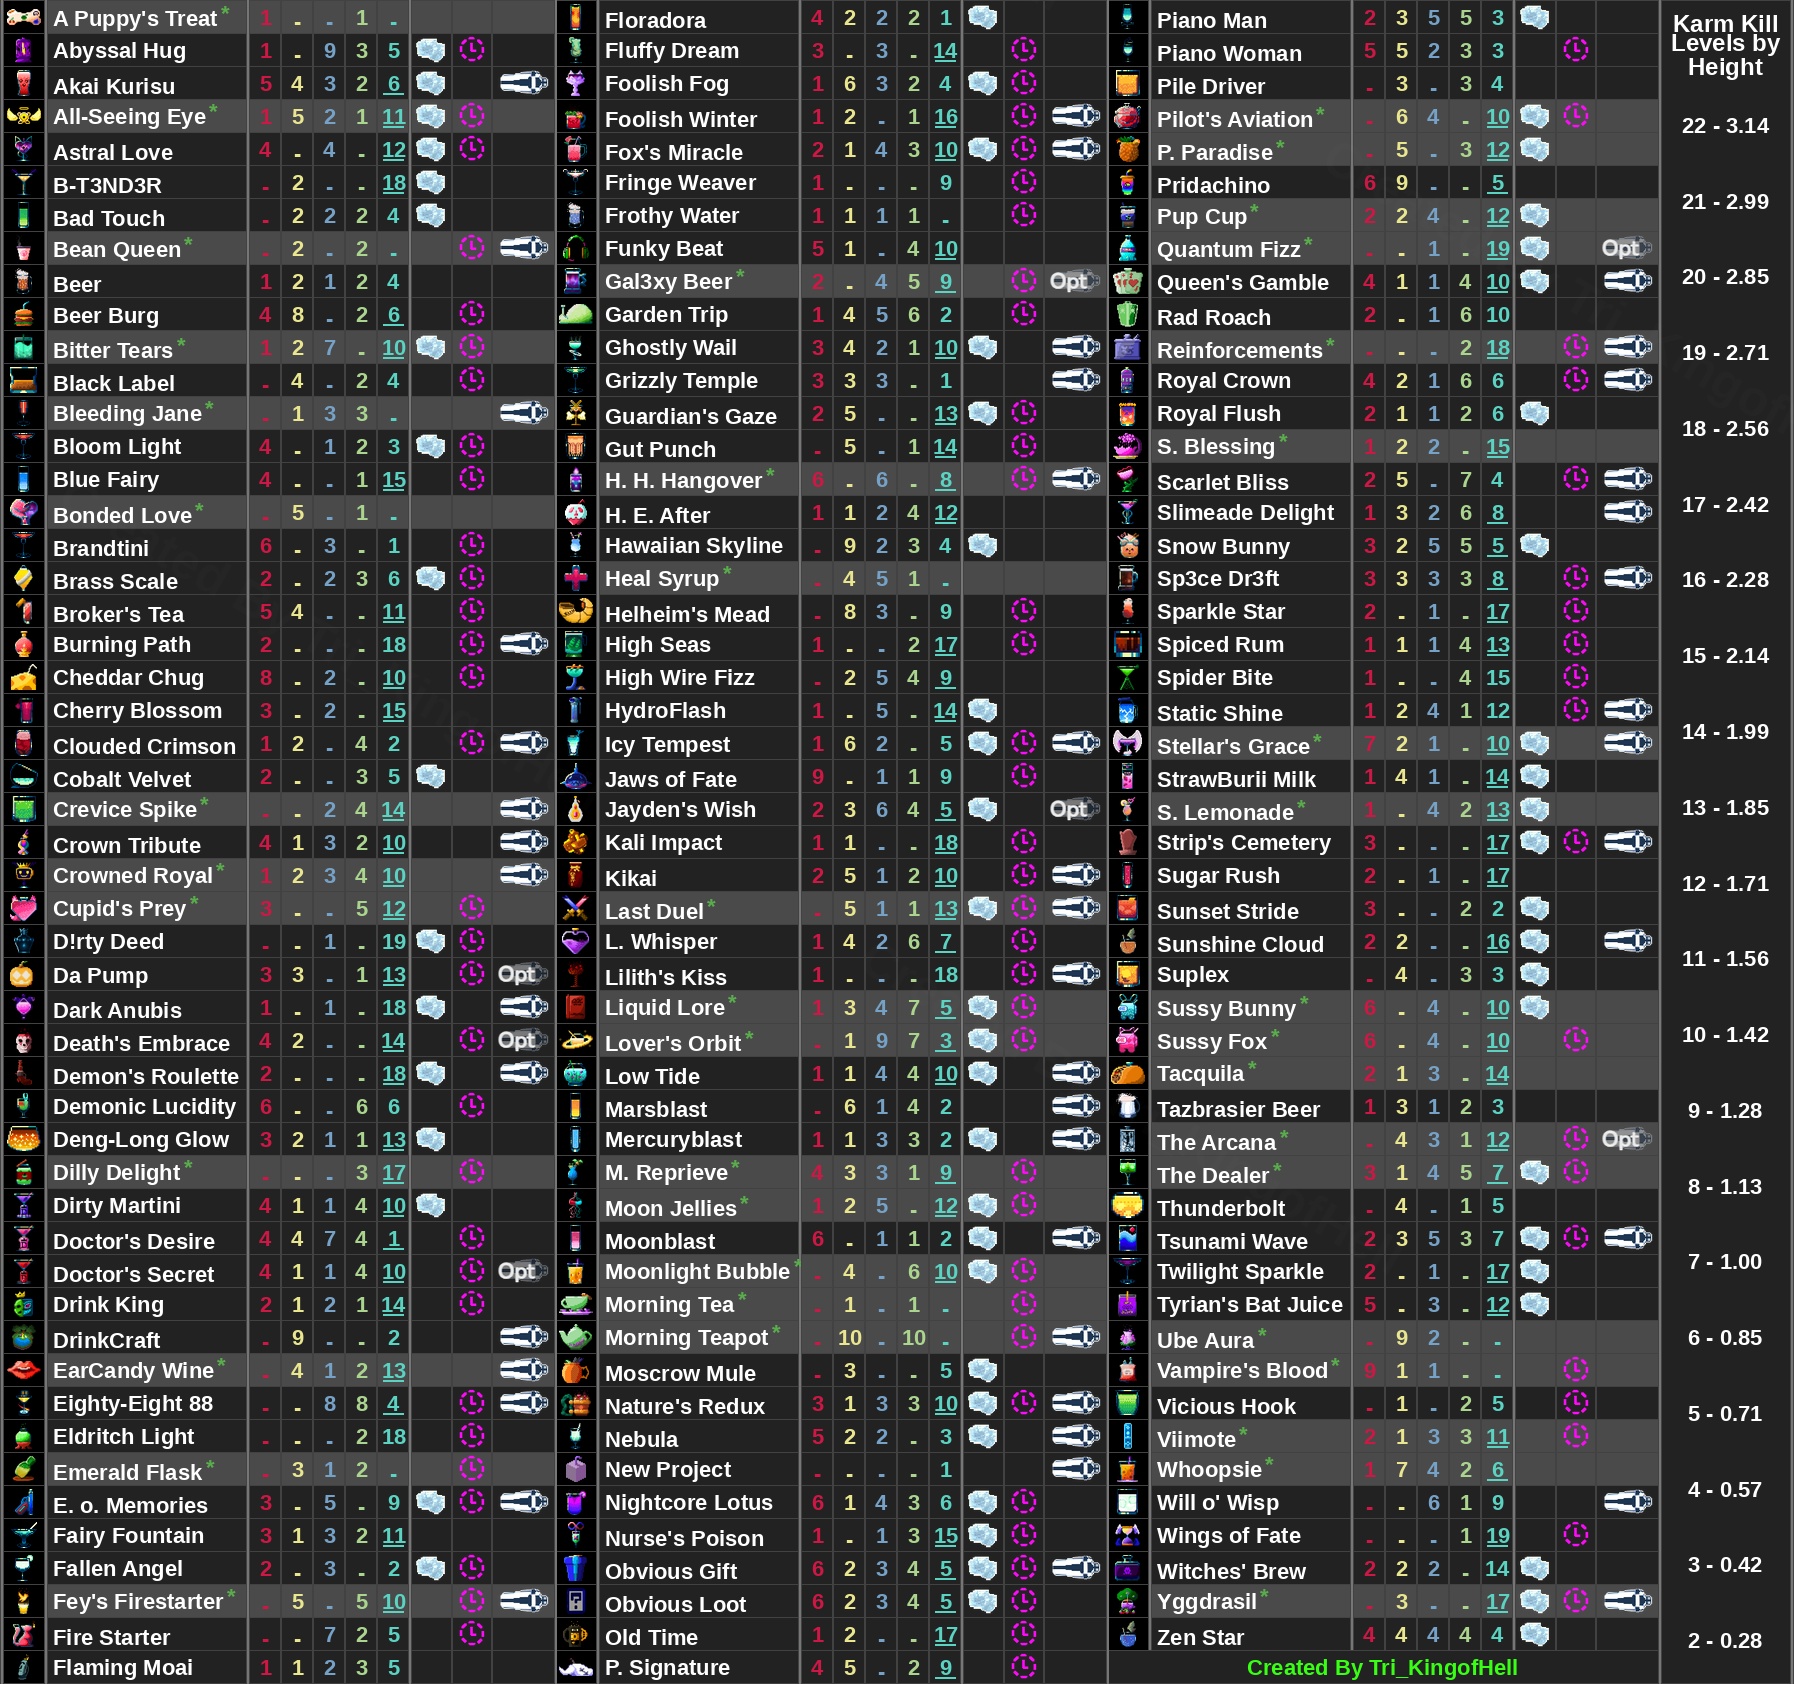 A Puppy's Treat * 1 - - 1 -
Abyssal Hug 1 - 9 3 5
Akai Kurisu 5 4 3 2 6
All-Seeing Eye * 1 5 2 1 11
Astral Love 4 - 4 - 12
B-T3ND3R - 2 - - 18
Bad Touch - 2 2 2 4
Bean Queen * - 2 - 2 -
Beer 1 2 1 2 4
Beer Burg 4 8 - 2 6
Bitter Tears * 1 2 7 - 10
Black Label - 4 - 2 4
Bleeding Jane * - 1 3 3 -
Bloom Light 4 - 1 2 3
Blue Fairy 4 - - 1 15
Bonded Love * - 5 - 1 -
Brandtini 6 - 3 - 1
Brass Scale 2 - 2 3 6
Broker's Tea 5 4 - - 11
Burning Path 2 - - - 18
Cheddar Chug 8 - 2 - 10
Cherry Blossom 3 - 2 - 15
Clouded Crimson 1 2 - 4 2
Cobalt Velvet 2 - - 3 5
Crevice Spike * - - 2 4 14
Crown Tribute 4 1 3 2 10
Crowned Royal * 1 2 3 4 10
Cupid's Prey * 3 - - 5 12
D!rty Deed - - 1 - 19
Da Pump 3 3 - 1 13 Opt
Dark Anubis 1 - 1 - 18
Death's Embrace 4 2 - - 14 Opt
Demon's Roulette 2 - - - 18
Demonic Lucidity 6 - - 6 6
Deng-Long Glow 3 2 1 1 13
Dilly Delight * - - - 3 17
Dirty Martini 4 1 1 4 10
Doctor's Desire 4 4 7 4 1
Doctor's Secret 4 1 1 4 10 Opt
Drink King 2 1 2 1 14
DrinkCraft - 9 - - 2
EarCandy Wine * - 4 1 2 13
Eighty-Eight 88 - - 8 8 4
Eldritch Light - - - 2 18
Emerald Flask * - 3 1 2 -
E. o. Memories 3 - 5 - 9
Fairy Fountain 3 1 3 2 11
Fallen Angel 2 - 3 - 2
Fey's Firestarter * - 5 - 5 10
Fire Starter - - 7 2 5
Flaming Moai 1 1 2 3 5
Floradora 4 2 2 2 1
Fluffy Dream 3 - 3 - 14
Foolish Fog 1 6 3 2 4
Foolish Winter 1 2 - 1 16
Fox's Miracle 2 1 4 3 10
Fringe Weaver 1 - - - 9
Frothy Water 1 1 1 1 -
Funky Beat 5 1 - 4 10
Gal3xy Beer * 2 - 4 5 9 Opt
Garden Trip 1 4 5 6 2
Ghostly Wail 3 4 2 1 10
Grizzly Temple 3 3 3 - 1
Guardian's Gaze 2 5 - - 13
Gut Punch - 5 - 1 14
H. H. Hangover * 6 - 6 - 8
H. E. After 1 1 2 4 12
Hawaiian Skyline - 9 2 3 4
Heal Syrup * - 4 5 1 -
Helheim's Mead - 8 3 - 9
High Seas 1 - - 2 17
High Wire Fizz - 2 5 4 9
HydroFlash 1 - 5 - 14
Icy Tempest 1 6 2 - 5
Jaws of Fate 9 - 1 1 9
Jayden's Wish 2 3 6 4 5 Opt
Kali Impact 1 1 - - 18
Kikai 2 5 1 2 10
Last Duel * - 5 1 1 13
L. Whisper 1 4 2 6 7
Lilith's Kiss 1 - - - 18
Liquid Lore * 1 3 4 7 5
Lover's Orbit * - 1 9 7 3
Low Tide 1 1 4 4 10
Marsblast - 6 1 4 2
Mercuryblast 1 1 3 3 2
M. Reprieve * 4 3 3 1 9
Moon Jellies * 1 2 5 - 12
Moonblast 6 - 1 1 2
Moonlight Bubble * - 4 - 6 10
Morning Tea * - 1 - 1 -
Morning Teapot * - 10 - 10 -
Moscrow Mule - 3 - - 5
Nature's Redux 3 1 3 3 10
Nebula 5 2 2 - 3
New Project - - - - 1
Nightcore Lotus 6 1 4 3 6
Nurse's Poison 1 - 1 3 15
Obvious Gift 6 2 3 4 5
Obvious Loot 6 2 3 4 5
Old Time 1 2 - - 17
P. Signature 4 5 - 2 9
Piano Man 2 3 5 5 3
Piano Woman 5 5 2 3 3
Pile Driver - 3 - 3 4
Pilot's Aviation * - 6 4 - 10
P. Paradise * - 5 - 3 12
Pridachino 6 9 - - 5
Pup Cup * 2 2 4 - 12
Quantum Fizz * - - 1 - 19 Opt
Queen's Gamble 4 1 1 4 10
Rad Roach 2 - 1 6 10
Reinforcements * - - - 2 18
Royal Crown 4 2 1 6 6
Royal Flush 2 1 1 2 6
S. Blessing * 1 2 2 - 15
Scarlet Bliss 2 5 - 7 4
Slimeade Delight 1 3 2 6 8
Snow Bunny 3 2 5 5 5
Sp3ce Dr3ft 3 3 3 3 8
Sparkle Star 2 - 1 - 17
Spiced Rum 1 1 1 4 13
Spider Bite 1 - - 4 15
Static Shine 1 2 4 1 12
Stellar's Grace * 7 2 1 - 10
StrawBurii Milk 1 4 1 - 14
S. Lemonade * 1 - 4 2 13
Strip's Cemetery 3 - - - 17
Sugar Rush 2 - 1 - 17
Sunset Stride 3 - - 2 2
Sunshine Cloud 2 2 - - 16
Suplex - 4 - 3 3
Sussy Bunny * 6 - 4 - 10
Sussy Fox * 6 - 4 - 10
Tacquila * 2 1 3 - 14
Tazbrasier Beer 1 3 1 2 3
The Arcana * - 4 3 1 12 Opt
The Dealer * 3 1 4 5 7
Thunderbolt - 4 - 1 5
Tsunami Wave 2 3 5 3 7
Twilight Sparkle 2 - 1 - 17
Tyrian's Bat Juice 5 - 3 - 12
Ube Aura * - 9 2 - -
Vampire's Blood * 9 1 1 - -
Vicious Hook - 1 - 2 5
Viimote * 2 1 3 3 11
Whoopsie * 1 7 4 2 6
Will o' Wisp - - 6 1 9
Wings of Fate - - - 1 19
Witches' Brew 2 2 2 - 14
Yggdrasil * - 3 - - 17
Zen Star 4 4 4 4 4
Created By Tri_KingofHell
Karm Kill
Levels by
Height
22 - 3.14
21 - 2.99
20 - 2.85
19 - 2.71
18 - 2.56
17 - 2.42
16 - 2.28
15 - 2.14
14 - 1.99
13 - 1.85
12 - 1.71
11 - 1.56
10 - 1.42
9 - 1.28
8 - 1.13
7 - 1.00
6 - 0.85
5 - 0.71
4 - 0.57
3 - 0.42
2 - 0.28